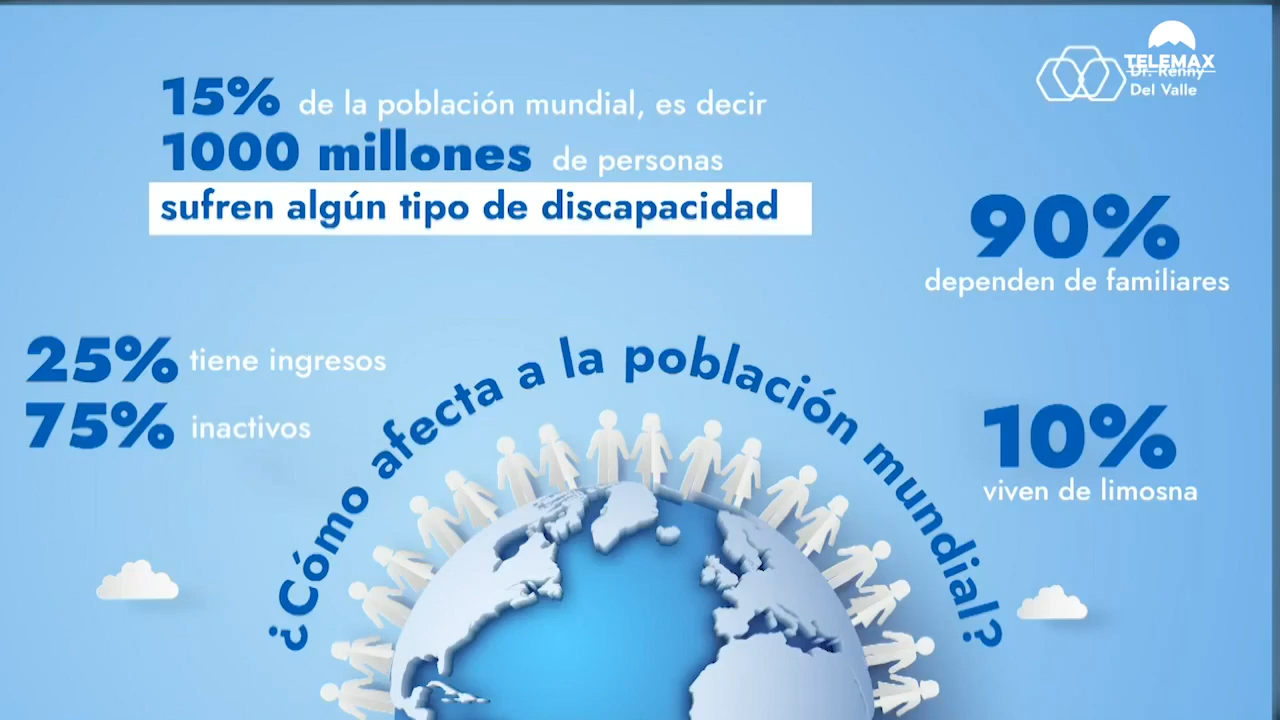 TELEMAX
Dr. Renny
Del Valle
15% de la población mundial, es decir
1000 millones de personas
sufren algún tipo de discapacidad
90%
dependen de familiares
25% tiene ingresos
75% inactivos
10%
viven de limosna
¿Cómo afecta a la población mundial?